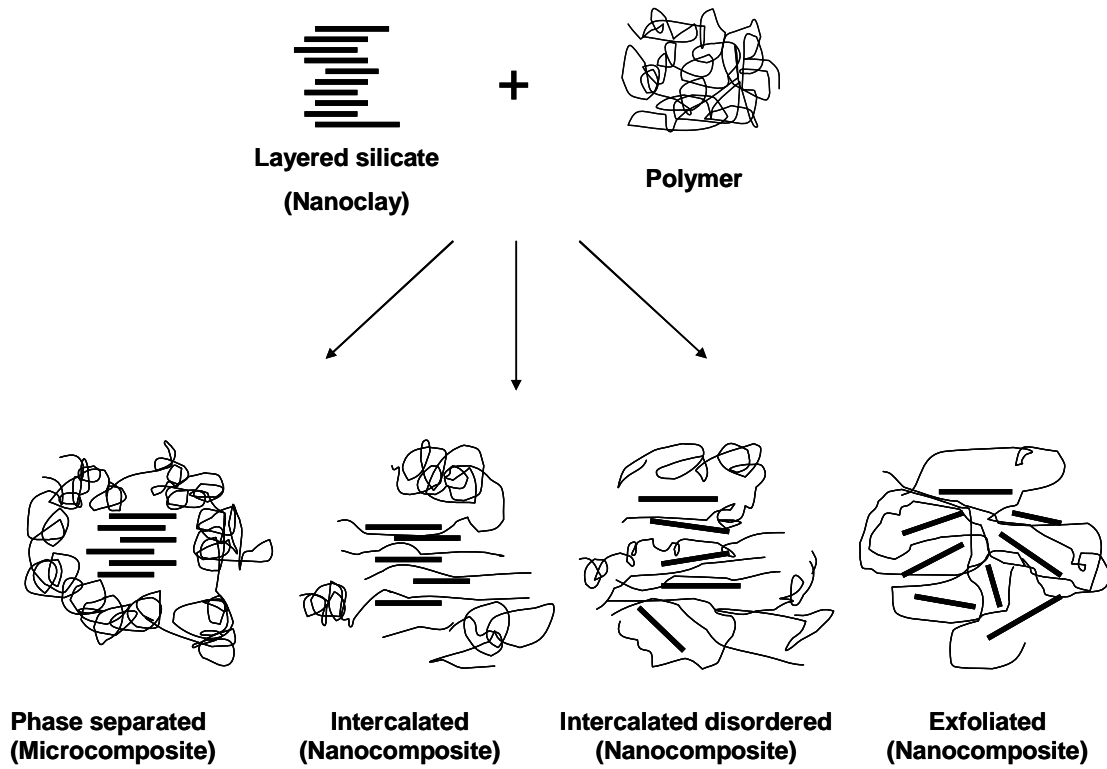 +
Layered silicate
(Nanoclay)
Polymer
Phase separated
(Microcomposite)
Intercalated
(Nanocomposite)
Intercalated disordered
(Nanocomposite)
Exfoliated
(Nanocomposite)